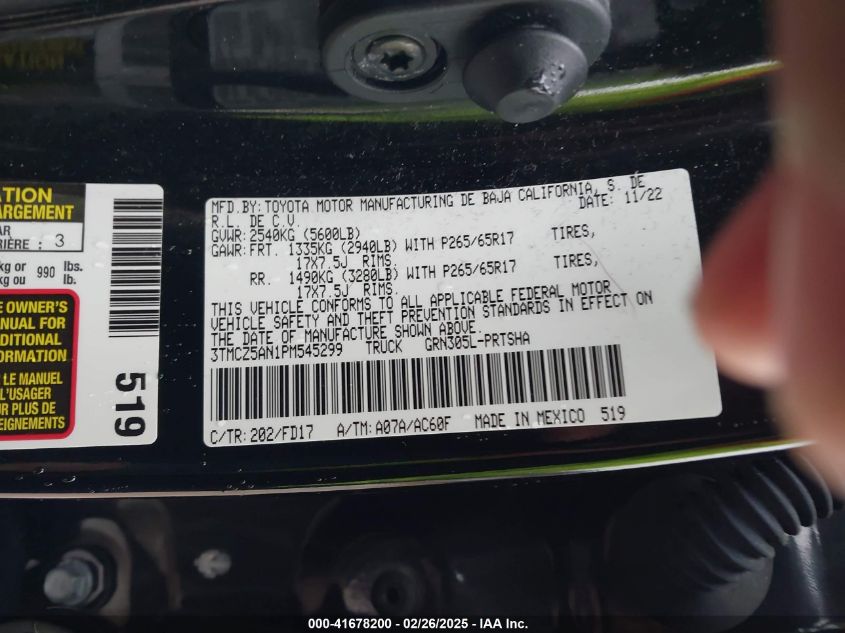 ATION
ARGEMENT
AR
RIÈRE : 3
kg or 990 lbs.
kg ou lb.
E OWNER'S
ANUAL FOR
ADDITIONAL
ORMATION.
R LE MANUEL
L'USAGER
UR PLUS DE
EIGNEMENTS
519
MFD.BY:TOYOTA MOTOR MANUFACTURING DE BAJA CALIFORNIA, S. DE
R.L. DE C.V. DATE: 11/22
GVWR:2540KG (5600LB)
GAWR:FRT. 1335KG (2940LB) WITH P265/65R17 TIRES,
17X7.5J RIMS.
RR. 1490KG (3280LB) WITH P265/65R17 TIRES,
17X7.5J RIMS.
THIS VEHICLE CONFORMS TO ALL APPLICABLE FEDERAL MOTOR
VEHICLE SAFETY AND THEFT PREVENTION STANDARDS IN EFFECT ON
THE DATE OF MANUFACTURE SHOWN ABOVE.
3TMCZ5AN1PM545299 TRUCK GRN305L-PRTSHA
C/TR:202/FD17 A/TM:A07A/AC60F MADE IN MEXICO 519
000-41678200 - 02/26/2025 - IAA Inc.